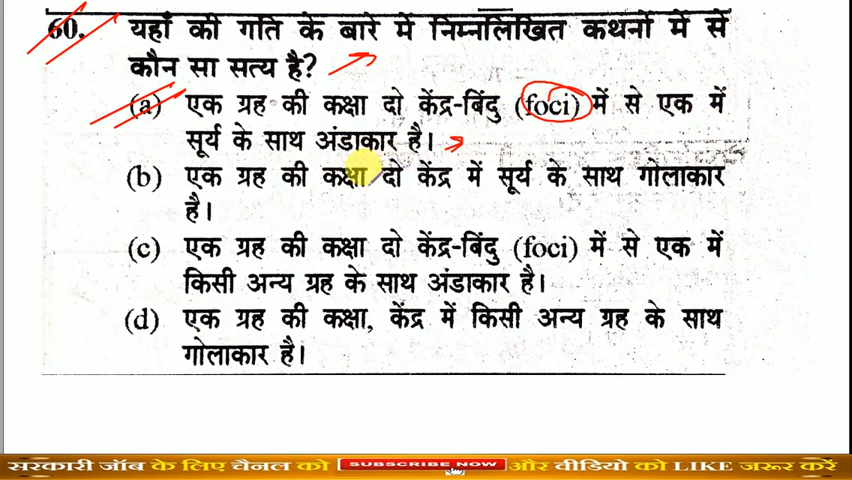 60. यहाँ की गति के बारे में निम्नलिखित कथनों में से
कौन सा सत्य है?
(a) एक ग्रह की कक्षा दो केंद्र-बिंदु (foci) में से एक में
सूर्य के साथ अंडाकार है।
(b) एक ग्रह की कक्षा दो केंद्र में सूर्य के साथ गोलाकार
है।
(c) एक ग्रह की कक्षा दो केंद्र-बिंदु (foci) में से एक में
किसी अन्य ग्रह के साथ अंडाकार है।
(d) एक ग्रह की कक्षा, केंद्र में किसी अन्य ग्रह के साथ
गोलाकार है।
सरकारी जॉब के लिए चैनल को SUBSCRIBE NOW और वीडियो को LIKE जरूर करें